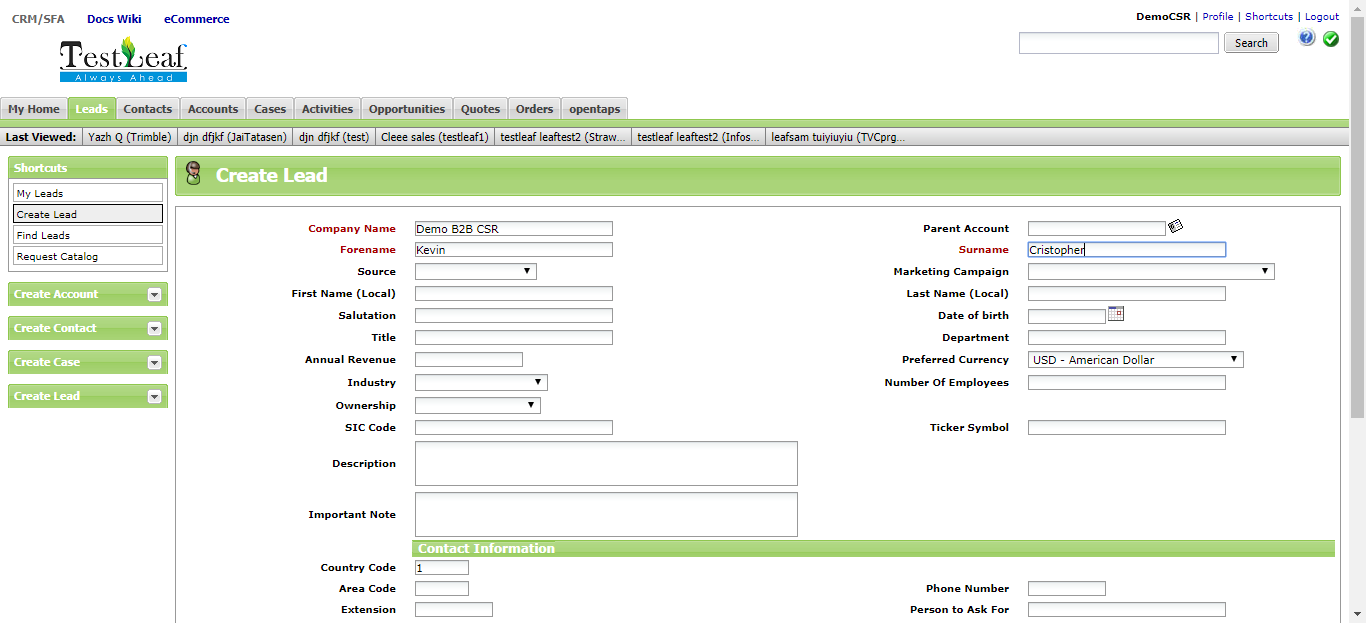 CRM/SFA Docs Wiki eCommerce
DemoCSR | Profile | Shortcuts | Logout
TestLeaf
Always Ahead
Search
My Home Leads Contacts Accounts Cases Activities Opportunities Quotes Orders opentaps
Last Viewed: Yazh Q (Trimble) djn dfjkf (JaiTatasen) djn dfjkf (test) Cleee sales (testleaf1) testleaf leaftest2 (Straw... testleaf leaftest2 (Infos... leafsam tuiyiuyiu (TVCprg...
Shortcuts
My Leads
Create Lead
Find Leads
Request Catalog
Create Account
Create Contact
Create Case
Create Lead
Create Lead
Company Name Demo B2B CSR Parent Account
Forename Kevin Surname Cristopher
Source Marketing Campaign
First Name (Local) Last Name (Local)
Salutation Date of birth
Title Department
Annual Revenue Preferred Currency USD - American Dollar
Industry Number Of Employees
Ownership
SIC Code Ticker Symbol
Description
Important Note
Contact Information
Country Code 1
Area Code Phone Number
Extension Person to Ask For